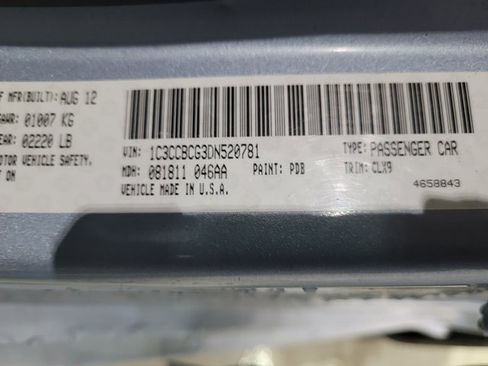 F MFR(BUILT): AUG 12
GAWR: 01007 KG
EAR: 02220 LB
MOTOR VEHICLE SAFETY.
T ON
VIN: 1C3CCBCG3DN520781
TYPE: PASSENGER CAR
MDH: 081811 046AA
PAINT: PDB
TRIM: CLX9
VEHICLE MADE IN U.S.A.
4658843